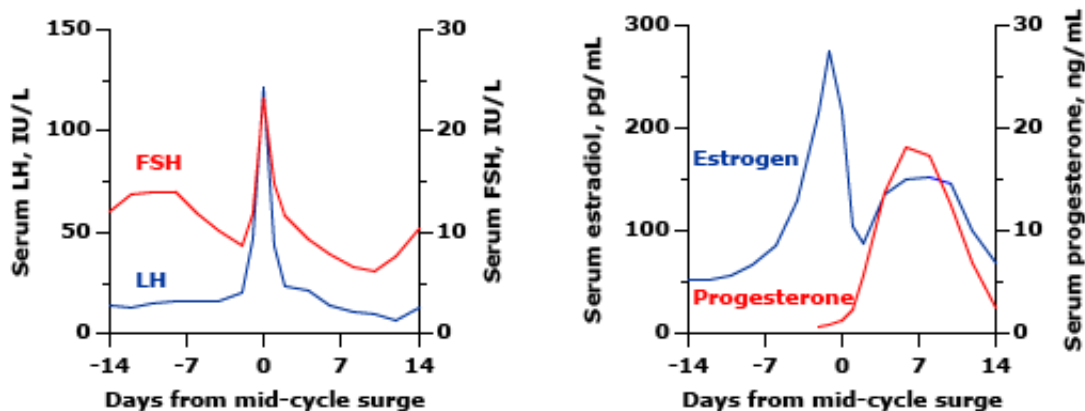 150
100
50
0
Serum LH, IU/L
30
20
10
0
Serum FSH, IU/L
FSH
LH
-14 -7 0 7 14
Days from mid-cycle surge
300
200
100
0
Serum estradiol, pg/mL
30
20
10
0
Serum progesterone, ng/mL
Estrogen
Progesterone
-14 -7 0 7 14
Days from mid-cycle surge